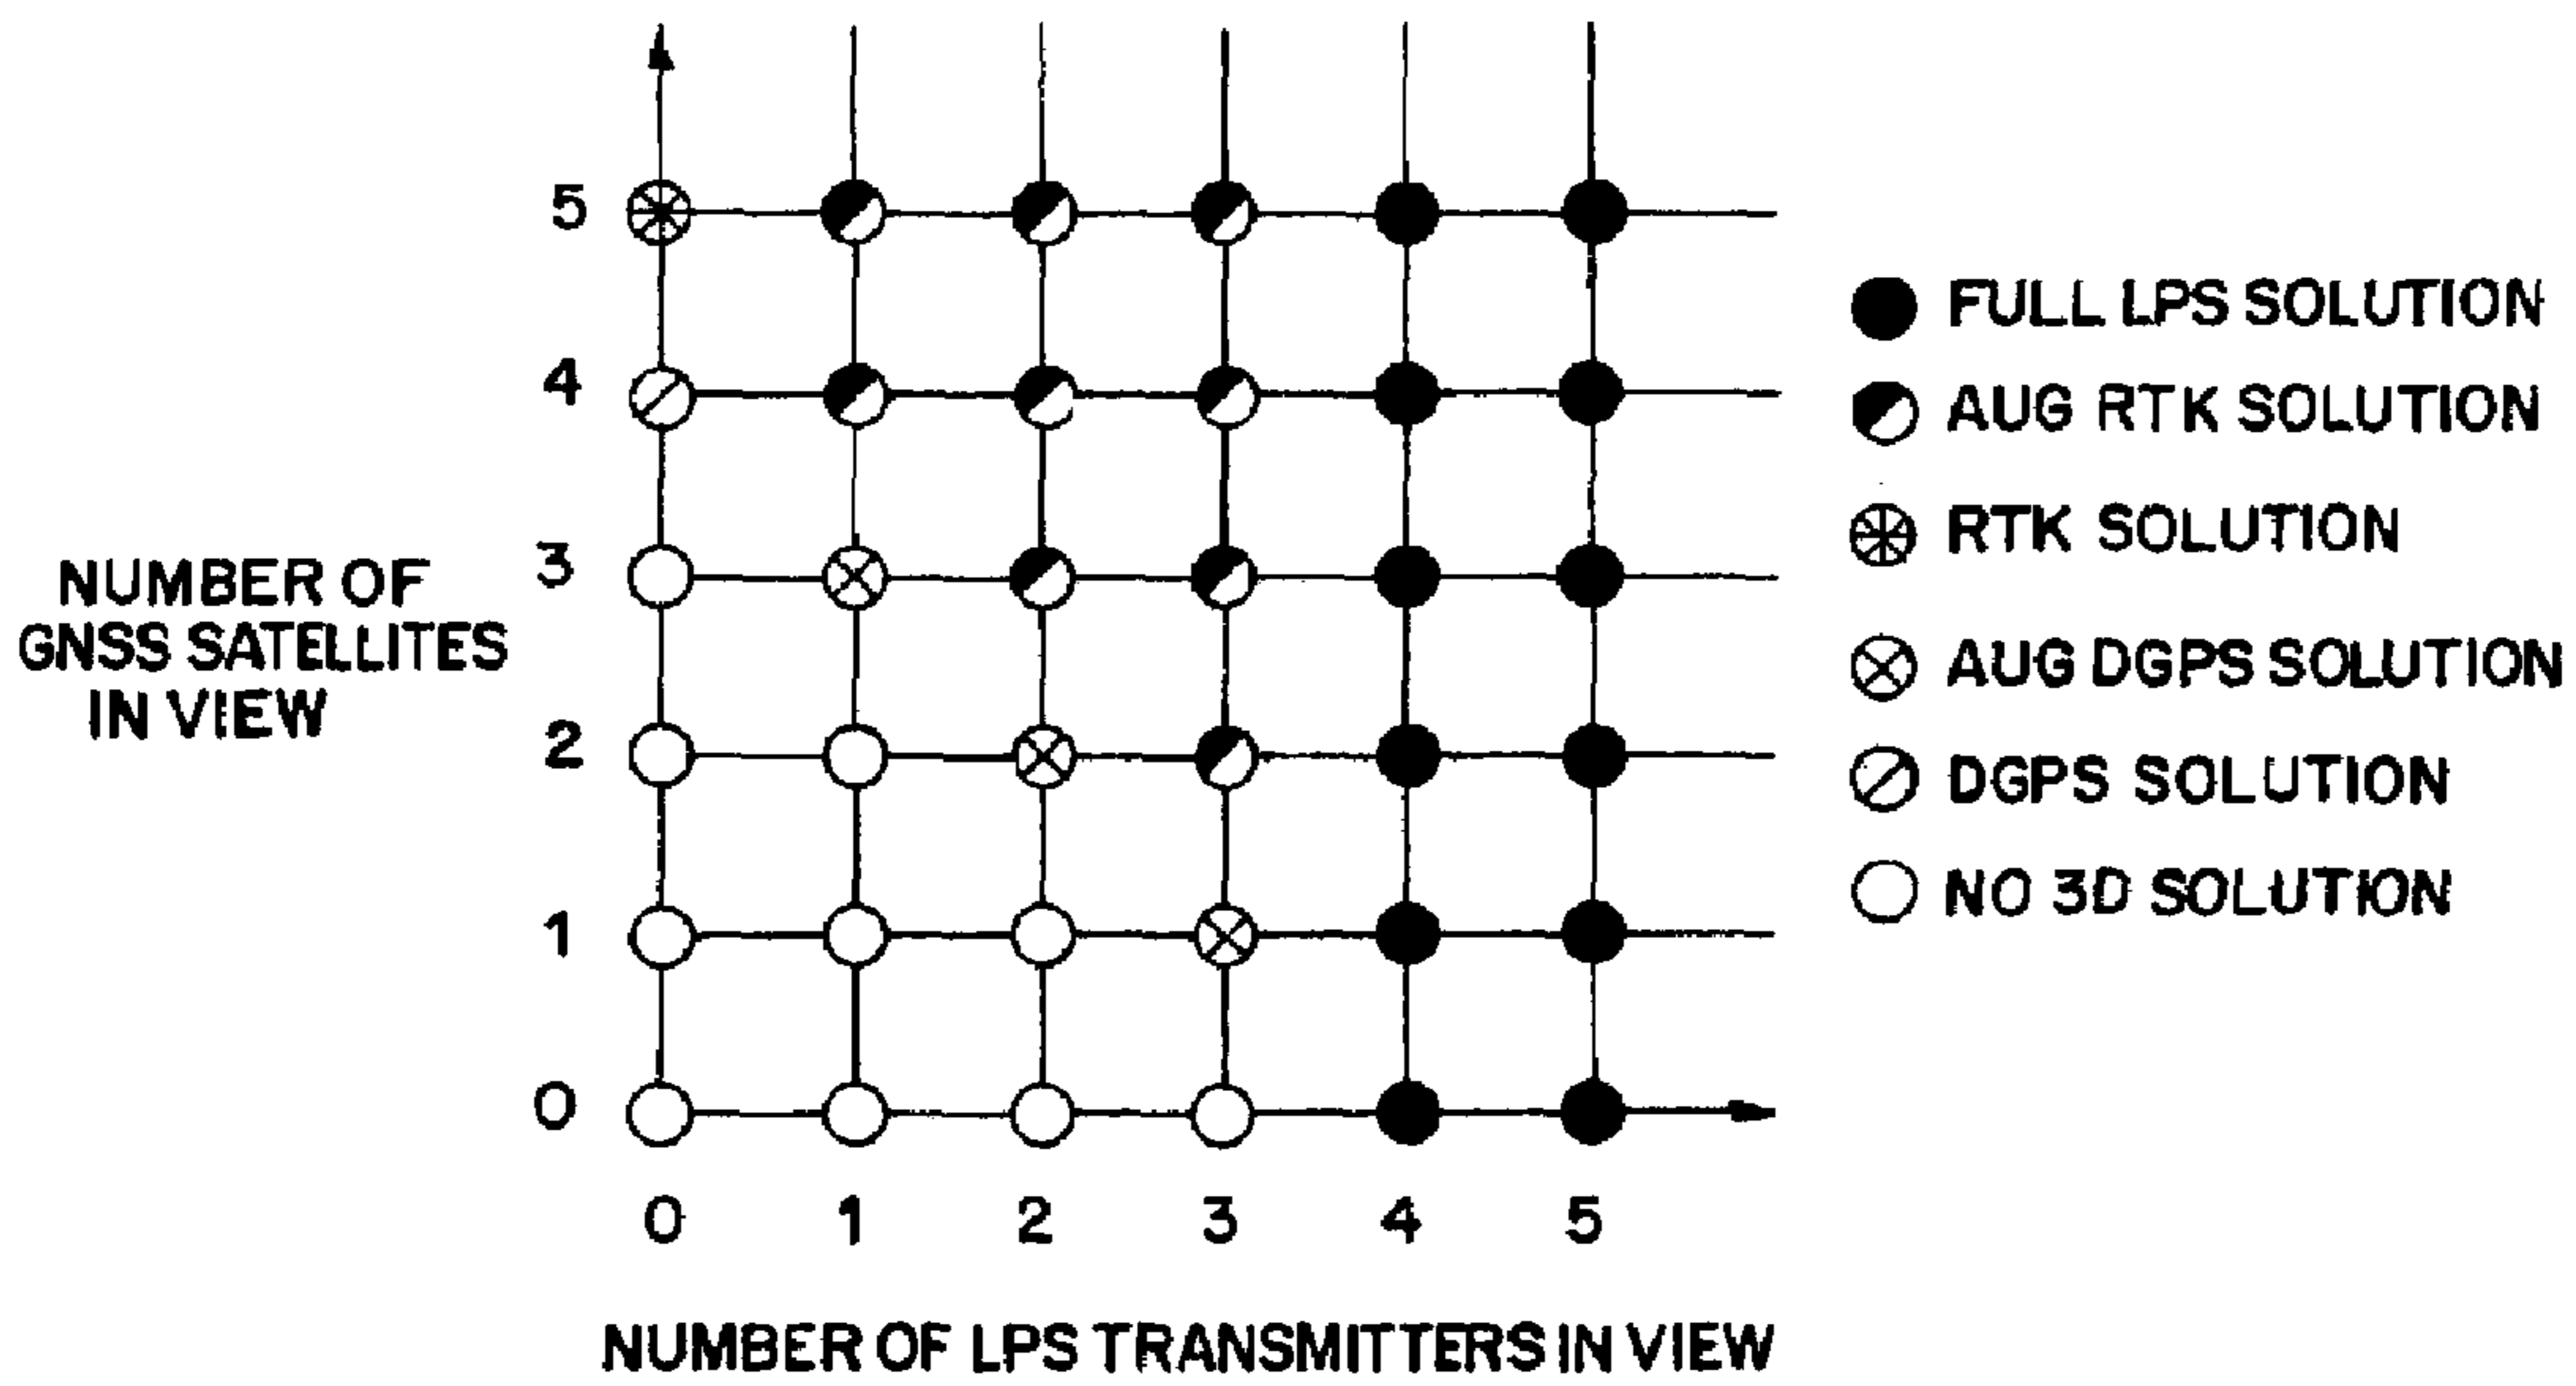 5
4
3
2
1
0
NUMBER OF
GNSS SATELLITES
IN VIEW
0 1 2 3 4 5
NUMBER OF LPS TRANSMITTERS IN VIEW
FULL LPS SOLUTION
AUG RTK SOLUTION
RTK SOLUTION
AUG DGPS SOLUTION
DGPS SOLUTION
NO 3D SOLUTION